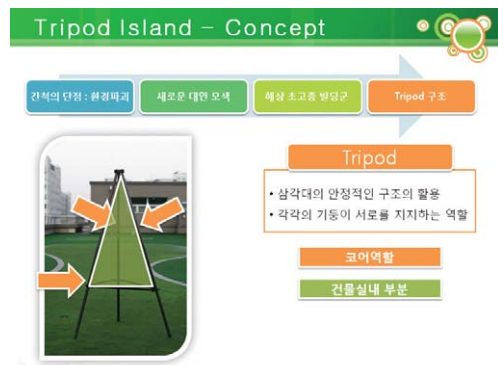 Tripod Island – Concept
간척의 단점 : 환경파괴
새로운 대안 모색
해상 초고층 빌딩군
Tripod 구조
Tripod
• 삼각대의 안정적인 구조의 활용
• 각각의 기둥이 서로를 지지하는 역할
코어역할
건물실내 부분